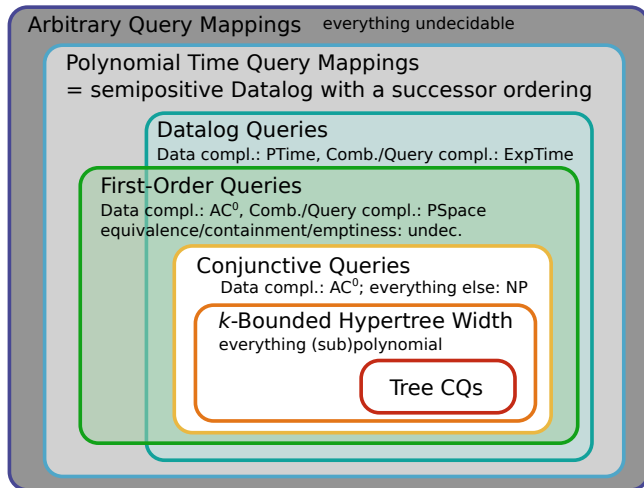 Arbitrary Query Mappings everything undecidable
Polynomial Time Query Mappings
= semipositive Datalog with a successor ordering
Datalog Queries
Data compl.: PTime, Comb./Query compl.: ExpTime
First-Order Queries
Data compl.: AC⁰, Comb./Query compl.: PSpace
equivalence/containment/emptiness: undec.
Conjunctive Queries
Data compl.: AC⁰; everything else: NP
k-Bounded Hypertree Width
everything (sub)polynomial
Tree CQs